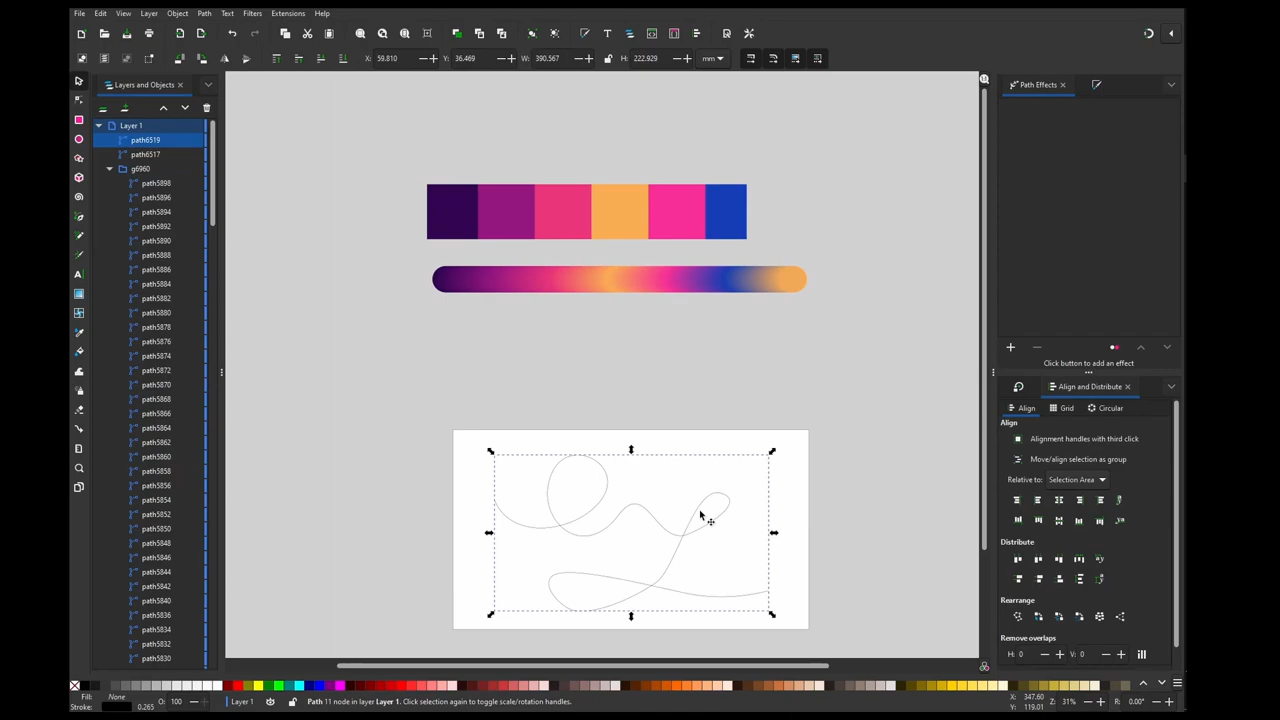 File Edit View Layer Object Path Text Filters Extensions Help
X: 59.810 Y: 36.469 W: 390.567 H: 222.929 mm
Layers and Objects
Layer 1
path6519
path6517
g6960
path5898
path5896
path5894
path5892
path5890
path5888
path5886
path5884
path5882
path5880
path5878
path5876
path5874
path5872
path5870
path5868
path5866
path5864
path5862
path5860
path5858
path5856
path5854
path5852
path5850
path5848
path5846
path5844
path5842
path5840
path5836
path5834
path5832
path5830
Path Effects
Click button to add an effect
Align and Distribute
Align Grid Circular
Align
Alignment handles with third click
Move/align selection as group
Relative to: Selection Area
Distribute
Rearrange
Remove overlaps
H: 0 V: 0
Fill: None
Stroke: 0.265
O: 100
Layer 1
Path 11 node in layer Layer 1. Click selection again to toggle scale/rotation handles.
X: 347.60
Y: 119.01
Z: 31%
R: 0.00°